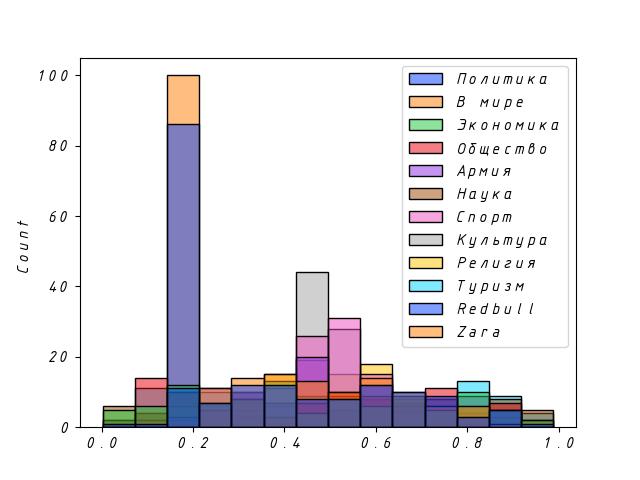 100
80
60
40
20
0
Count
0.0 0.2 0.4 0.6 0.8 1.0
Политика
В мире
Экономика
Общество
Армия
Наука
Спорт
Культура
Религия
Туризм
Redbull
Zara